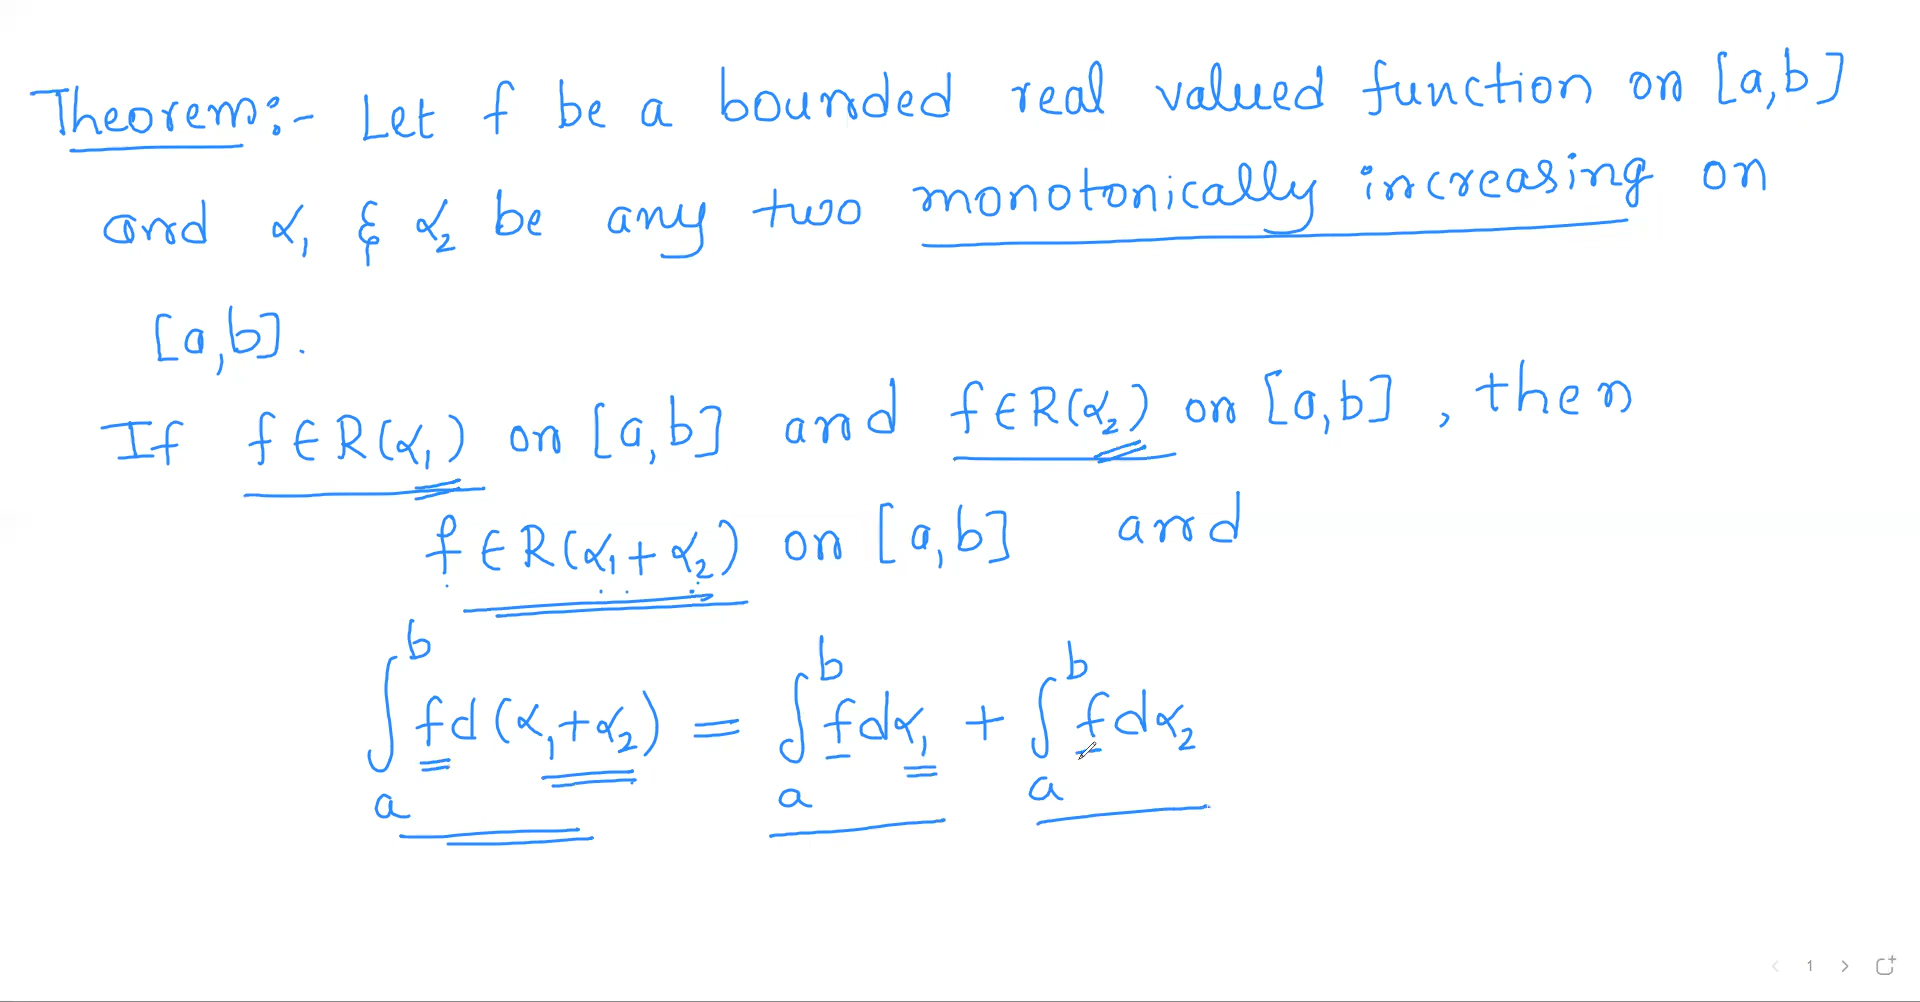 Theorem:- Let f be a bounded real valued function on [a,b]
and α₁ & α₂ be any two monotonically increasing on
[a,b].
If f∈R(α₁) on [a,b] and f∈R(α₂) on [a,b], then
f∈R(α₁+α₂) on [a,b] and
∫ₐᵇ fd(α₁+α₂) = ∫ₐᵇ fdα₁ + ∫ₐᵇ fdα₂
1